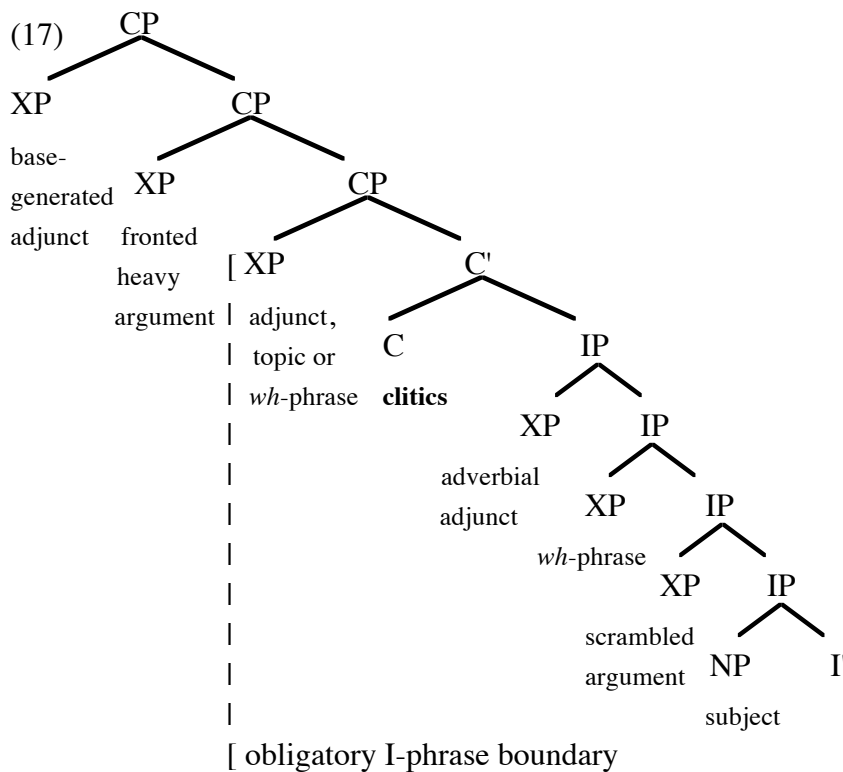 (17) CP
XP CP
base-
generated XP CP
adjunct fronted
[ XP C'
heavy
argument adjunct, C IP
topic or
wh-phrase clitics
XP IP
adverbial
adjunct XP IP
wh-phrase
XP IP
scrambled
argument NP I'
subject
[ obligatory I-phrase boundary